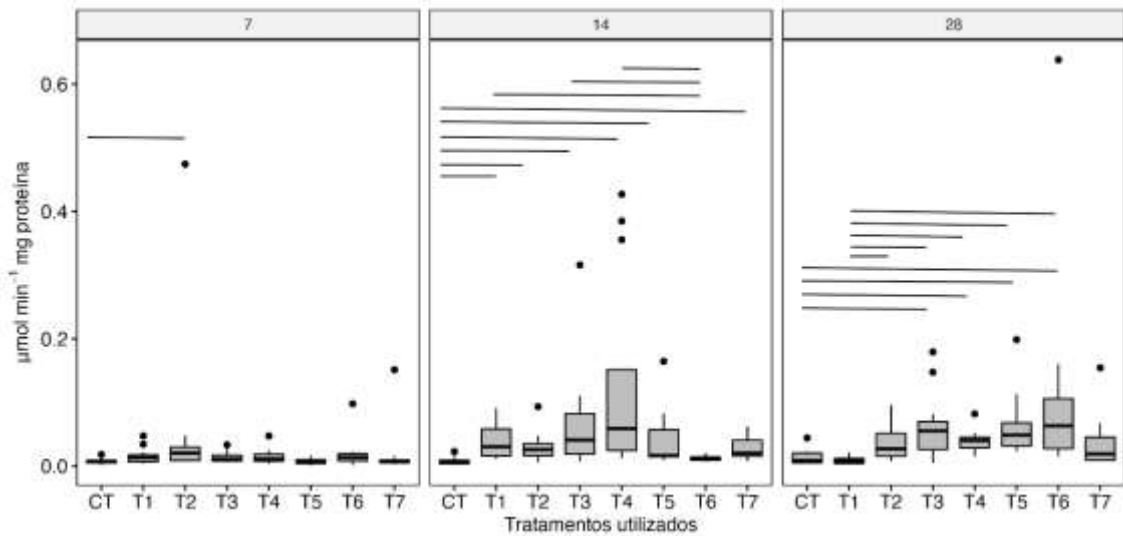 7 14 28
0.6
0.4
0.2
0.0
µmol min⁻¹ mg proteína
CT T1 T2 T3 T4 T5 T6 T7 CT T1 T2 T3 T4 T5 T6 T7 CT T1 T2 T3 T4 T5 T6 T7
Tratamentos utilizados